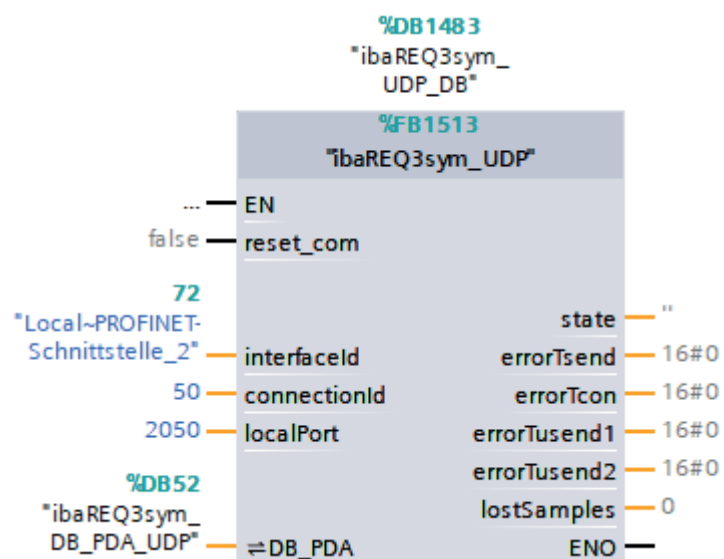 %DB1483
"ibaREQ3sym_
UDP_DB"
%FB1513
"ibaREQ3sym_UDP"
... EN
false reset_com
72
"Local~PROFINET-
Schnittstelle_2" interfaceId
50 connectionId
2050 localPort
%DB52
"ibaREQ3sym_
DB_PDA_UDP" ⇌DB_PDA
state ''
errorTsend 16#0
errorTcon 16#0
errorTusend1 16#0
errorTusend2 16#0
lostSamples 0
ENO